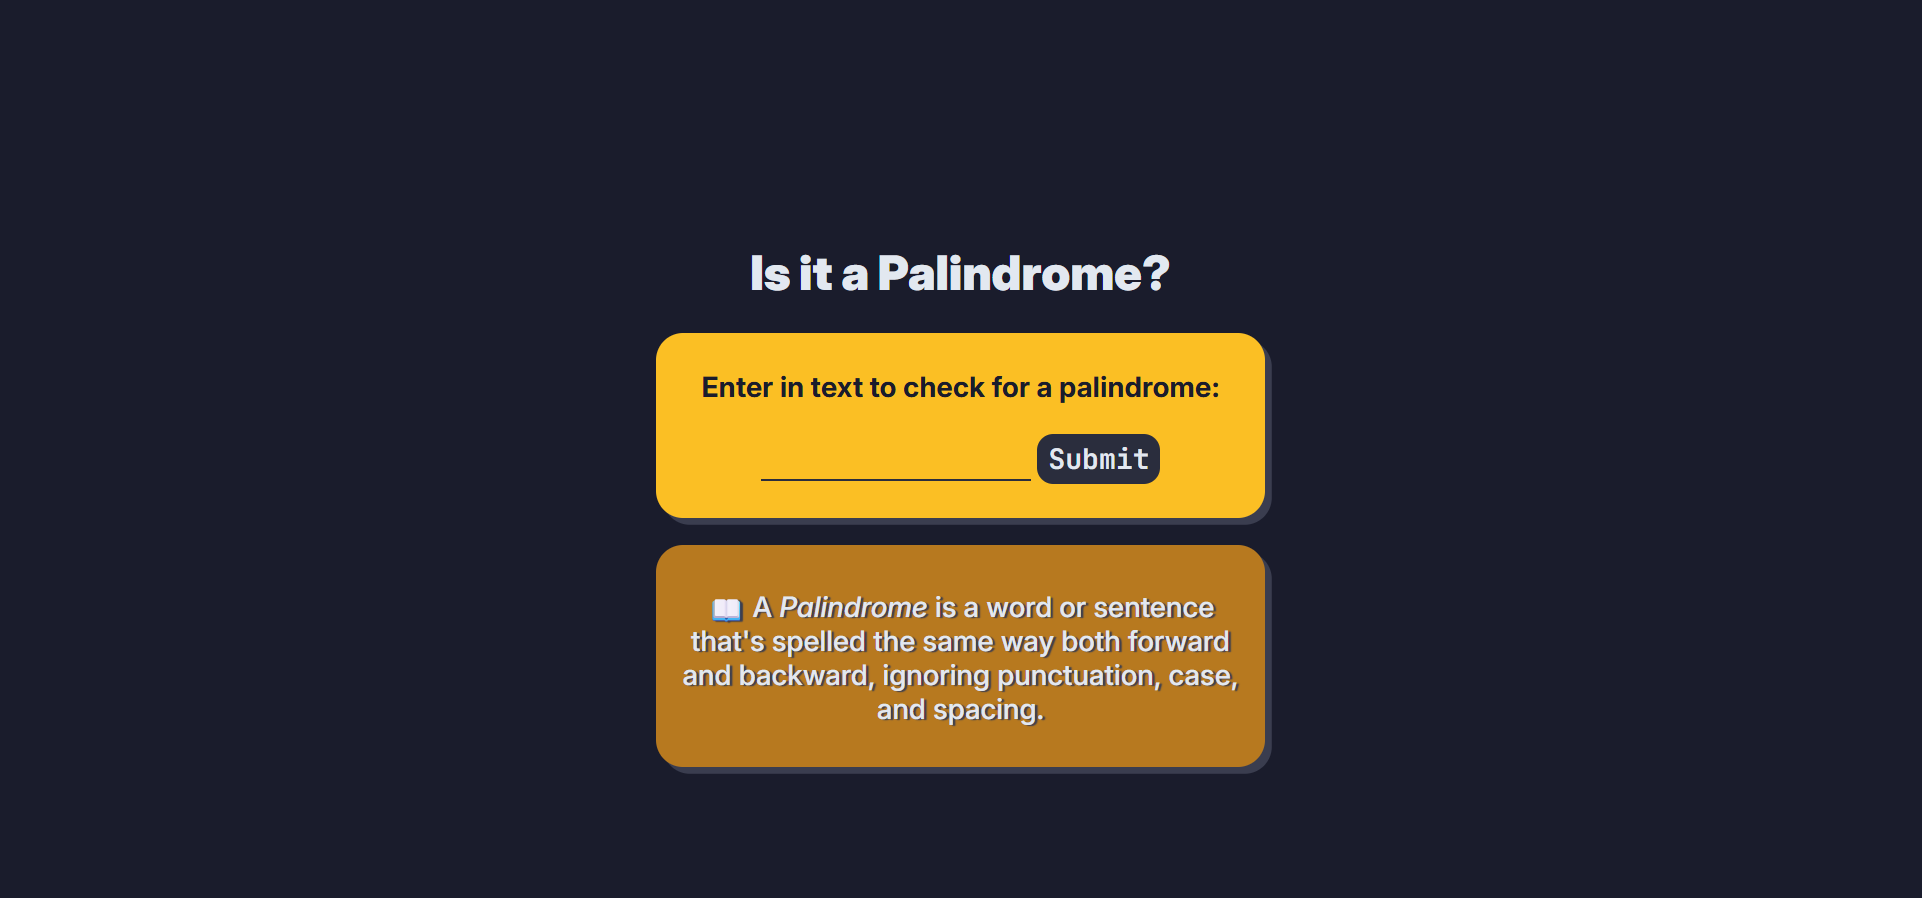 Is it a Palindrome?
Enter in text to check for a palindrome:
Submit
📖 A Palindrome is a word or sentence
that's spelled the same way both forward
and backward, ignoring punctuation, case,
and spacing.